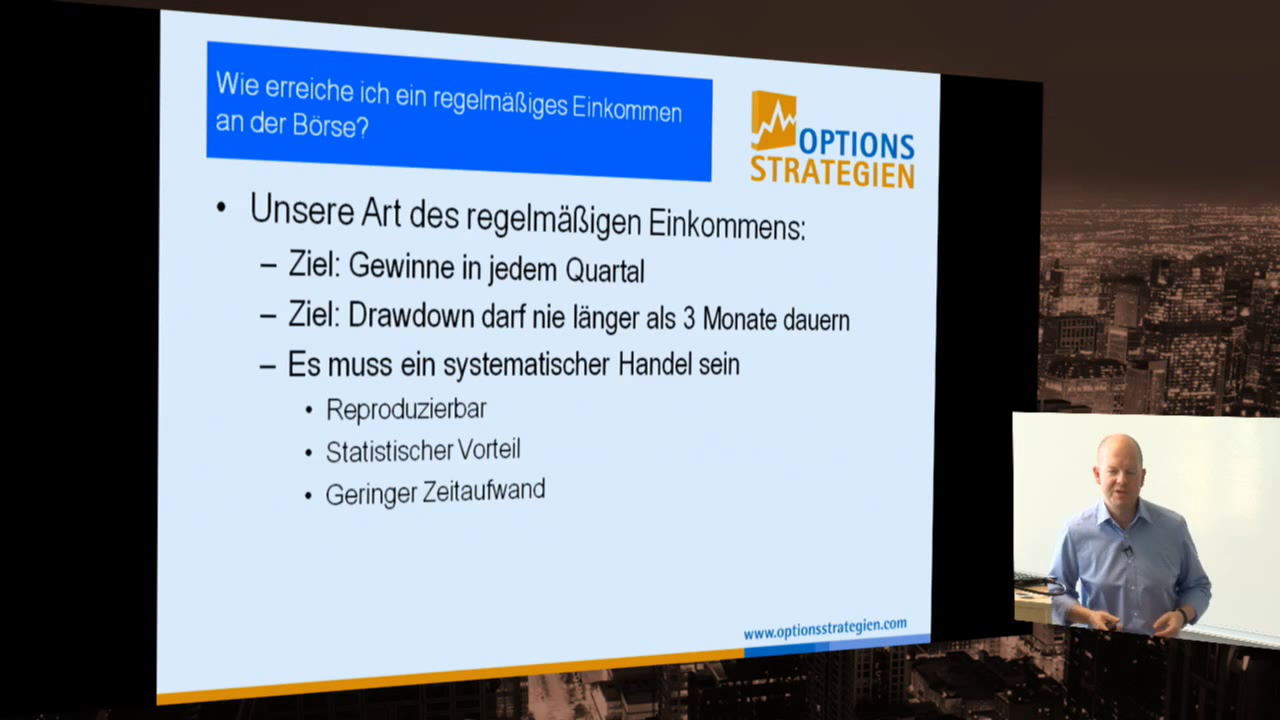 Wie erreiche ich ein regelmäßiges Einkommen
an der Börse?
OPTIONS
STRATEGIEN
• Unsere Art des regelmäßigen Einkommens:
– Ziel: Gewinne in jedem Quartal
– Ziel: Drawdown darf nie länger als 3 Monate dauern
– Es muss ein systematischer Handel sein
• Reproduzierbar
• Statistischer Vorteil
• Geringer Zeitaufwand
www.optionsstrategien.com